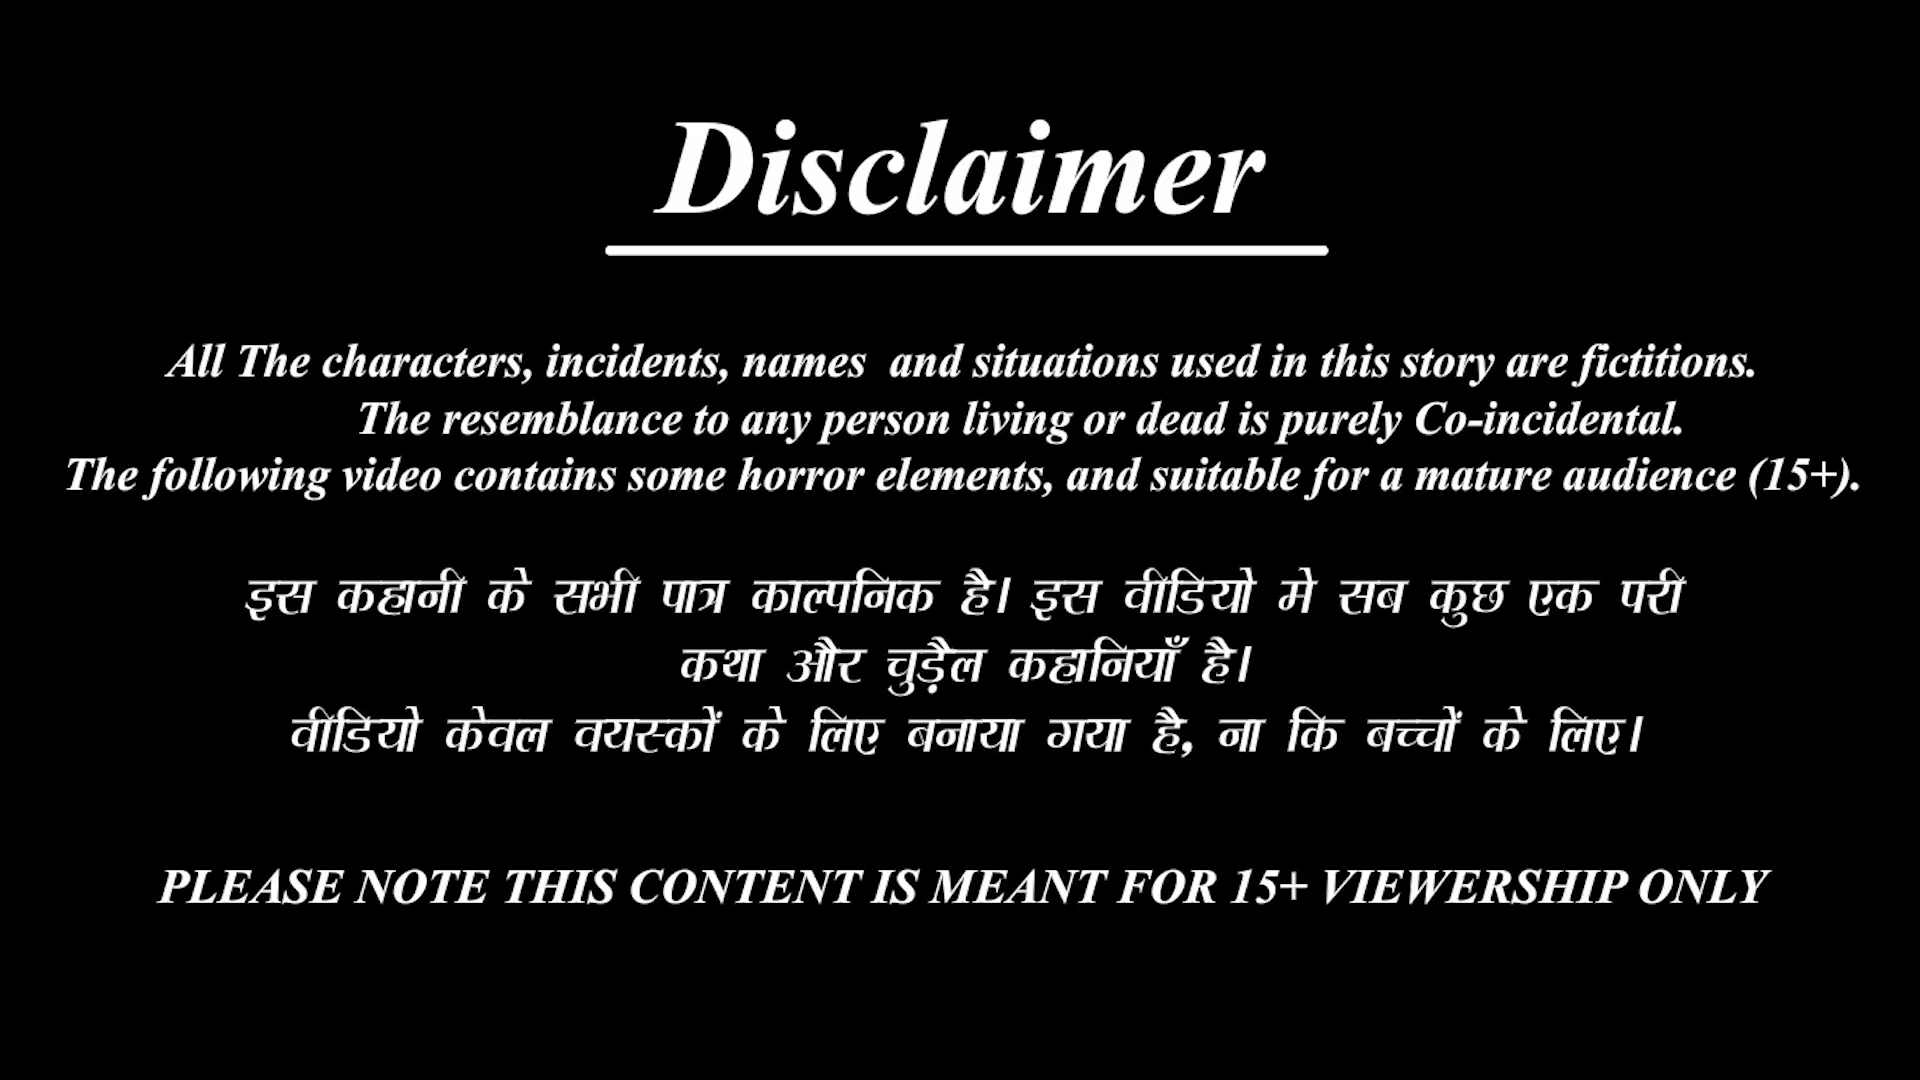 Disclaimer
All The characters, incidents, names and situations used in this story are fictitions.
The resemblance to any person living or dead is purely Co-incidental.
The following video contains some horror elements, and suitable for a mature audience (15+).
इस कहानी के सभी पात्र काल्पनिक है। इस वीडियो मे सब कुछ एक परी
कथा और चुड़ैल कहानियाँ है।
वीडियो केवल वयस्कों के लिए बनाया गया है, ना कि बच्चों के लिए।
PLEASE NOTE THIS CONTENT IS MEANT FOR 15+ VIEWERSHIP ONLY